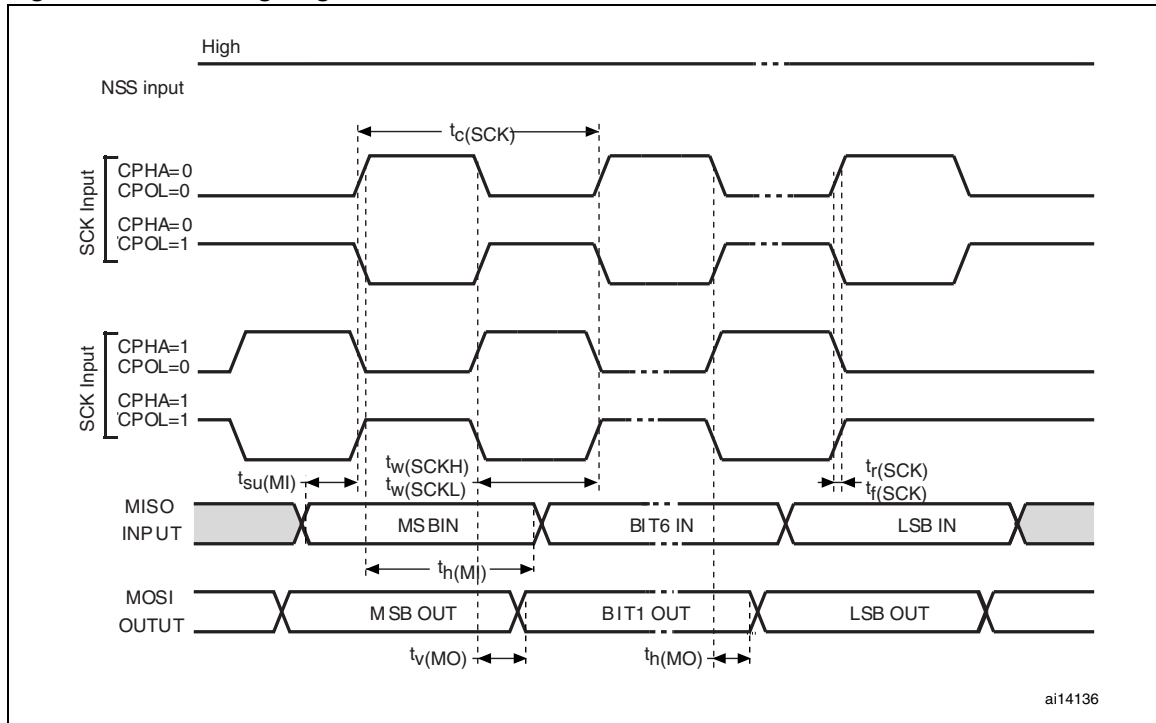 High
NSS input
tc(SCK)
SCK Input
CPHA=0
CPOL=0
CPHA=0
CPOL=1
SCK Input
CPHA=1
CPOL=0
CPHA=1
CPOL=1
tsu(MI)
tw(SCKH)
tw(SCKL)
tr(SCK)
tf(SCK)
MISO
INPUT
MSBIN
BIT6 IN
LSB IN
th(MI)
MOSI
OUTUT
MSB OUT
BIT1 OUT
LSB OUT
tv(MO)
th(MO)
ai14136